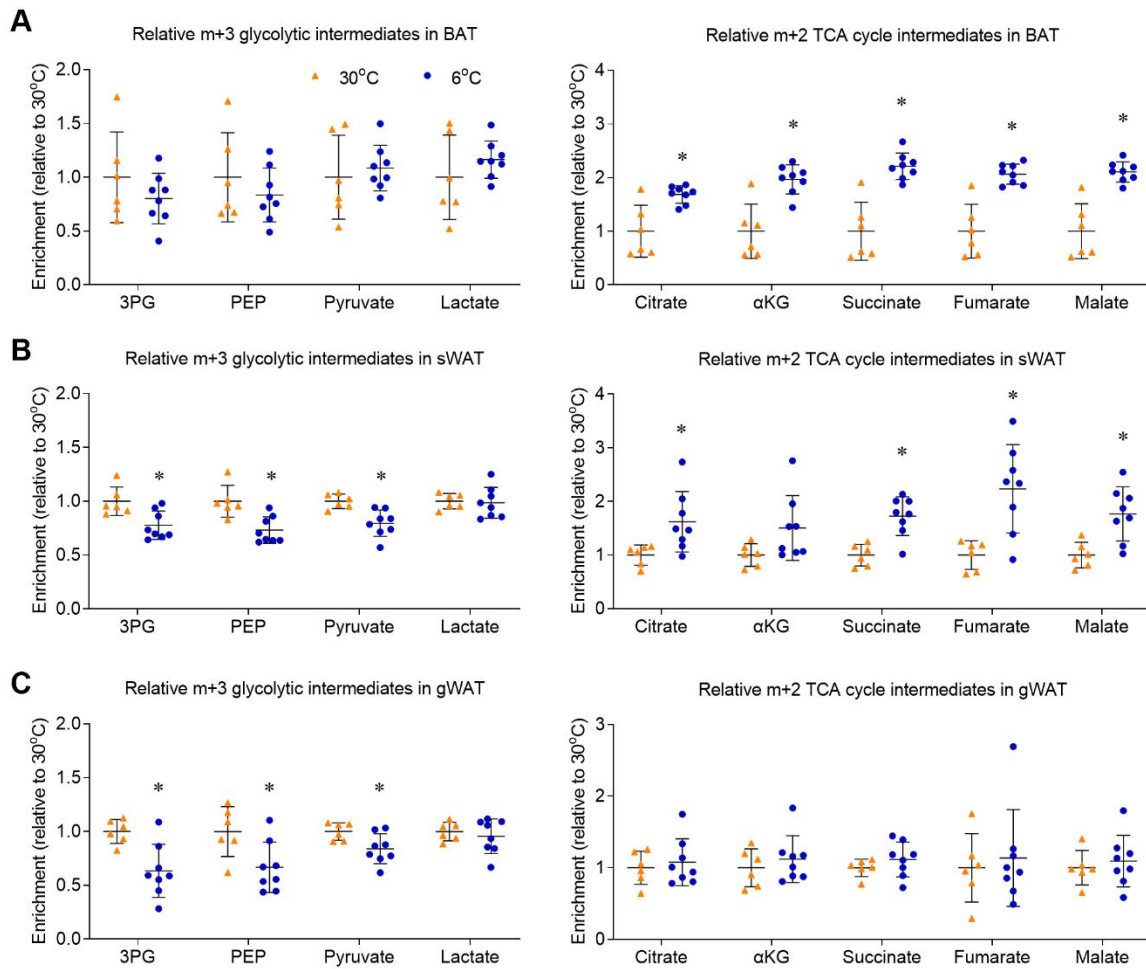 A
Relative m+3 glycolytic intermediates in BAT
Enrichment (relative to 30°C)
2.0
1.5
1.0
0.5
0.0
30°C
6°C
3PG
PEP
Pyruvate
Lactate
Relative m+2 TCA cycle intermediates in BAT
Enrichment (relative to 30°C)
4
3
2
1
0
*
*
*
*
*
Citrate
αKG
Succinate
Fumarate
Malate
B
Relative m+3 glycolytic intermediates in sWAT
Enrichment (relative to 30°C)
2.0
1.5
1.0
0.5
0.0
*
*
*
3PG
PEP
Pyruvate
Lactate
Relative m+2 TCA cycle intermediates in sWAT
Enrichment (relative to 30°C)
4
3
2
1
0
*
*
*
*
Citrate
αKG
Succinate
Fumarate
Malate
C
Relative m+3 glycolytic intermediates in gWAT
Enrichment (relative to 30°C)
2.0
1.5
1.0
0.5
0.0
*
*
*
3PG
PEP
Pyruvate
Lactate
Relative m+2 TCA cycle intermediates in gWAT
Enrichment (relative to 30°C)
3
2
1
0
Citrate
αKG
Succinate
Fumarate
Malate